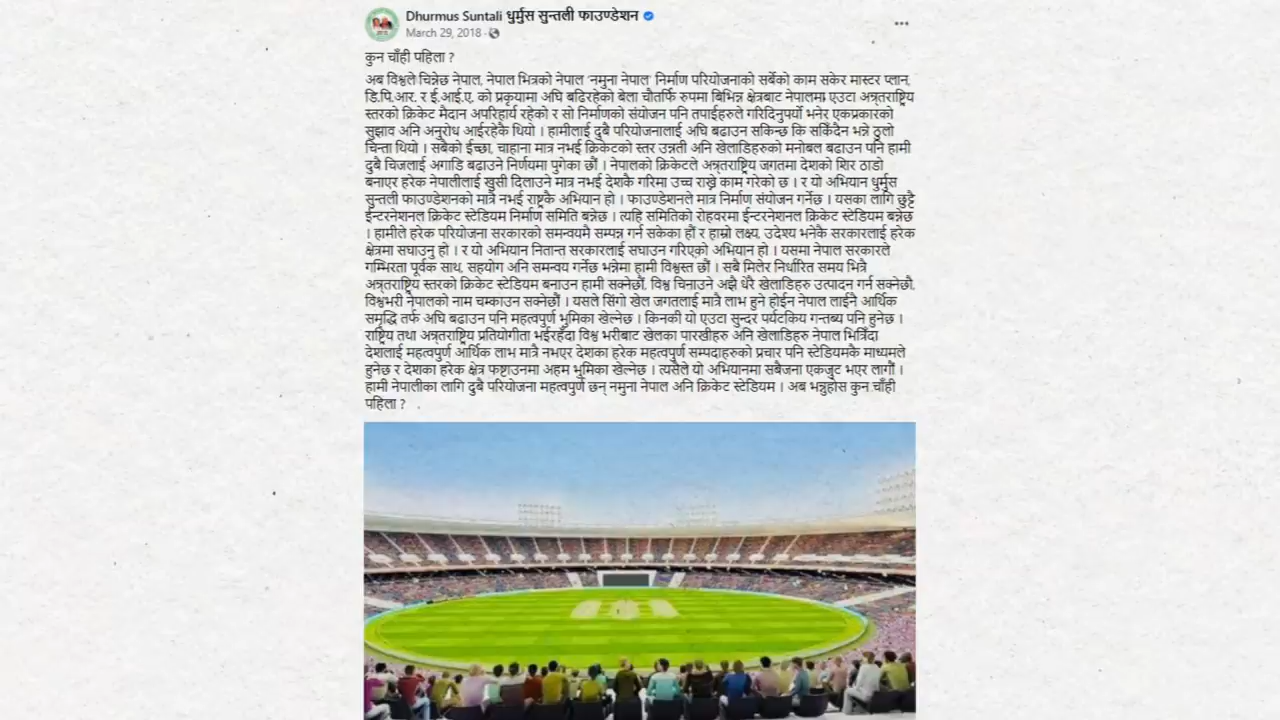 Dhurmus Suntali धुर्मुस सुन्तली फाउण्डेशन
March 29, 2018
कुन चाँही पहिला ?
अब विश्वले चिन्नेछ नेपाल. नेपाल भित्रको नेपाल 'नमुना नेपाल' निर्माण परियोजनाको सर्बेको काम सकेर मास्टर प्लान,
डि.पि.आर. र ई.आई.ए. को प्रकृयामा अघि बढिरहेको बेला चौतर्फि रुपमा बिभिन्न क्षेत्रबाट नेपालमा एउटा अन्र्तराष्ट्रिय
स्तरको क्रिकेट मैदान अपरिहार्य रहेको र सो निर्माणको संयोजन पनि तपाईहरुले गरिदिनुपर्यो भनेर एकप्रकारको
सुझाव अनि अनुरोध आईरहेकै थियो । हामीलाई दुबै परियोजनालाई अघि बढाउन सकिन्छ कि सकिँदैन भन्ने ठुलो
चिन्ता थियो । सबैको ईच्छा, चाहाना मात्र नभई क्रिकेटको स्तर उन्नती अनि खेलाडिहरुको मनोबल बढाउन पनि हामी
दुबै चिजलाई अगाडि बढाउने निर्णयमा पुगेका छौं । नेपालको क्रिकेटले अन्र्तराष्ट्रिय जगतमा देशको शिर ठाडो
बनाएर हरेक नेपालीलाई खुसी दिलाउने मात्र नभई देशकै गरिमा उच्च राख्ने काम गरेको छ । र यो अभियान धुर्मुस
सुन्तली फाउण्डेशनको मात्रै नभई राष्ट्रकै अभियान हो । फाउण्डेशनले मात्र निर्माण संयोजन गर्नेछ । यसका लागि छुट्टै
ईन्टरनेशनल क्रिकेट स्टेडियम निर्माण समिति बन्नेछ । त्यहि समितिको रोहवरमा ईन्टरनेशनल क्रिकेट स्टेडियम बन्नेछ
। हामीले हरेक परियोजना सरकारको समन्वयमै सम्पन्न गर्न सकेका हौं र हाम्रो लक्ष्य, उदेश्य भनेकै सरकारलाई हरेक
क्षेत्रमा सघाउनु हो । र यो अभियान नितान्त सरकारलाई सघाउन गरिएको अभियान हो । यसमा नेपाल सरकारले
गम्भिरता पूर्वक साथ, सहयोग अनि समन्वय गर्नेछ भन्नेमा हामी विश्वस्त छौं । सबै मिलेर निर्धारित समय भित्रै
अन्र्तराष्ट्रिय स्तरको क्रिकेट स्टेडियम बनाउन हामी सक्नेछौं, विश्व चिनाउने अझै धेरै खेलाडिहरु उत्पादन गर्न सक्नेछौ,
विश्वभरी नेपालको नाम चम्काउन सक्नेछौं । यसले सिंगो खेल जगतलाई मात्रै लाभ हुने होईन नेपाल लाईनै आर्थिक
समृद्धि तर्फ अघि बढाउन पनि महत्वपुर्ण भुमिका खेल्नेछ । किनकी यो एउटा सुन्दर पर्यटकिय गन्तब्य पनि हुनेछ ।
राष्ट्रिय तथा अन्र्तराष्ट्रिय प्रतियोगीता भईरहँदा विश्व भरीबाट खेलका पारखीहरु अनि खेलाडिहरु नेपाल भित्रिँदा
देशलाई महत्वपुर्ण आर्थिक लाभ मात्रै नभएर देशका हरेक महत्वपुर्ण सम्पदाहरुको प्रचार पनि स्टेडियमकै माध्यमले
हुनेछ र देशका हरेक क्षेत्र फष्टाउनमा अहम भुमिका खेल्नेछ । त्यसैले यो अभियानमा सबैजना एकजुट भएर लागौं ।
हामी नेपालीका लागि दुबै परियोजना महत्वपुर्ण छन् नमुना नेपाल अनि क्रिकेट स्टेडियम । अब भन्नुहोस कुन चाँही
पहिला ?